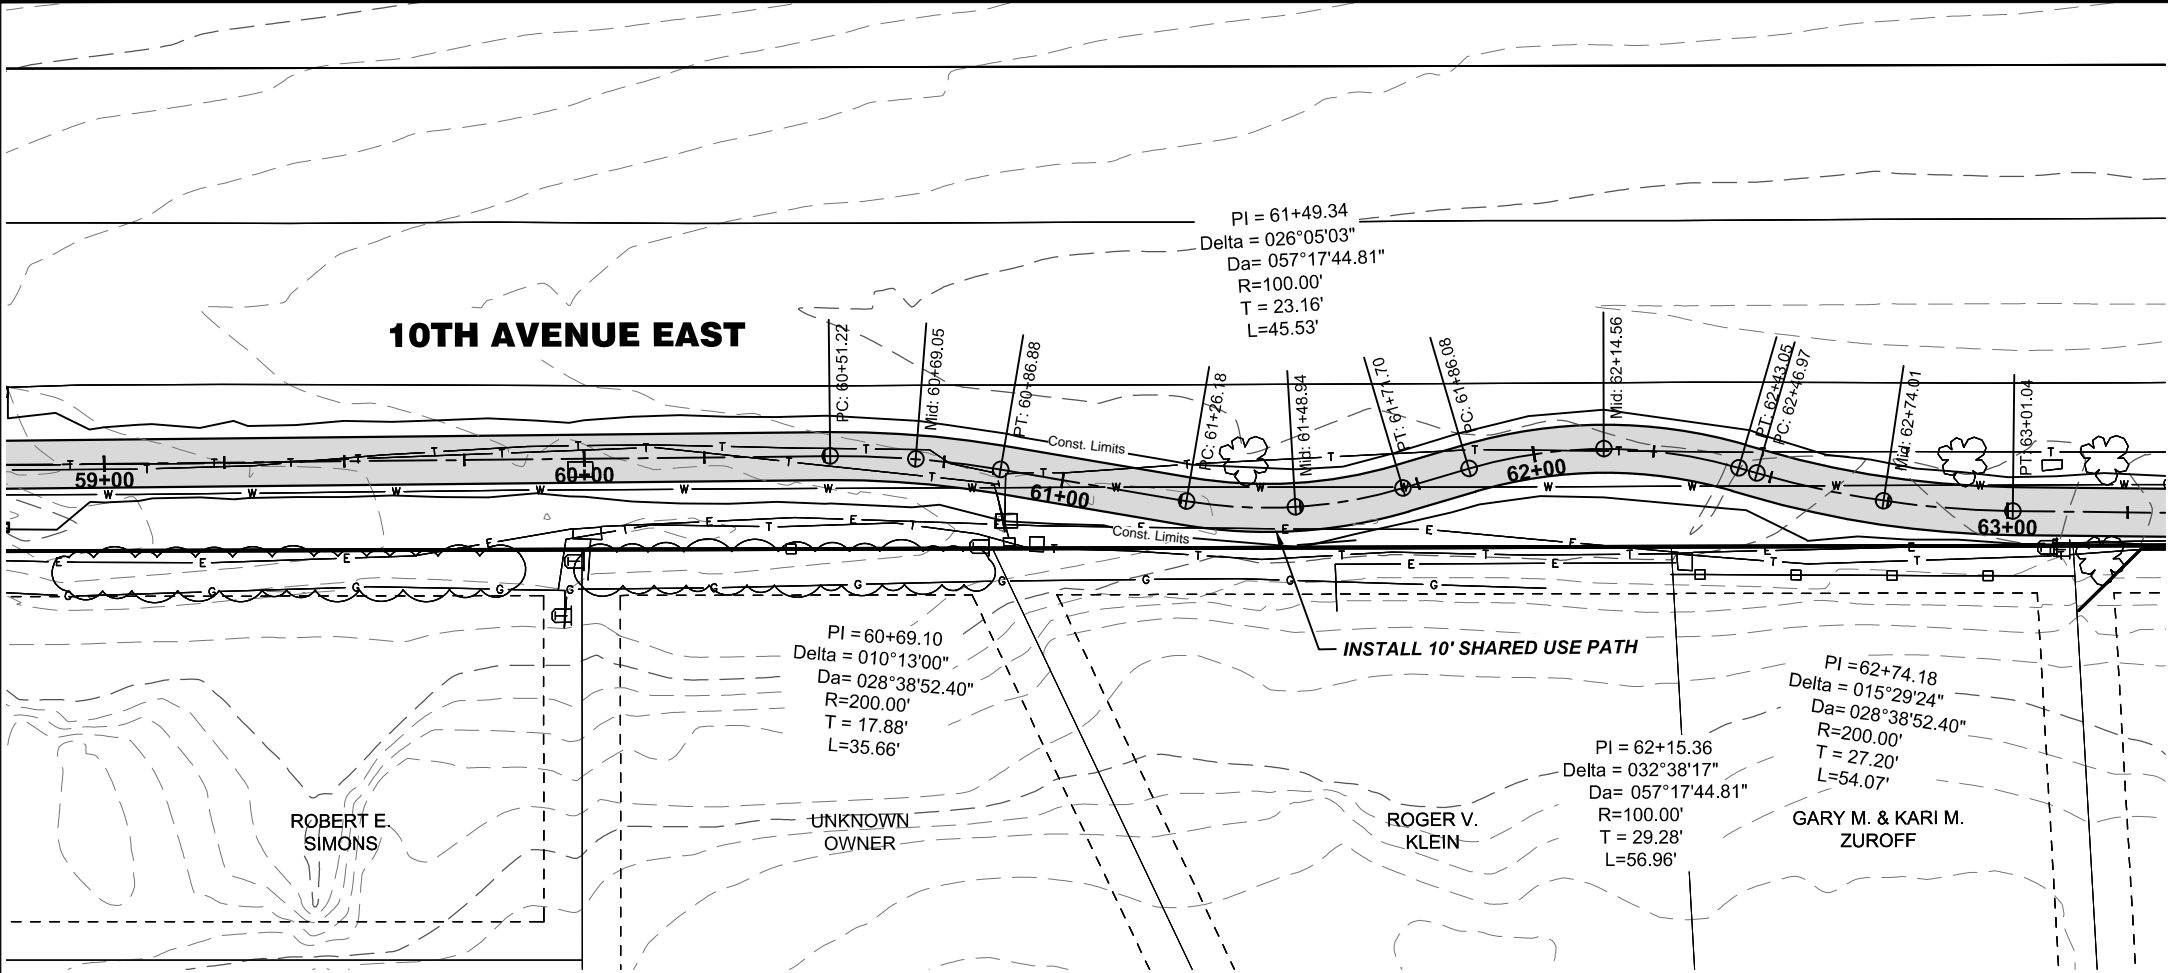 PI = 61+49.34
Delta = 026°05'03"
Da= 057°17'44.81"
R=100.00'
T = 23.16'
L=45.53'
10TH AVENUE EAST
PC: 60+51.22
Mid: 60+69.05
PT: 60+86.88
PC: 61+26.18
Mid: 61+48.94
PT: 61+71.70
PC: 61+86.08
Mid: 62+14.56
PT: 62+43.05
PC: 62+46.97
Mid: 62+74.01
PT: 63+01.04
Const. Limits
59+00
60+00
61+00
62+00
63+00
Const. Limits
INSTALL 10' SHARED USE PATH
PI = 60+69.10
Delta = 010°13'00"
Da= 028°38'52.40"
R=200.00'
T = 17.88'
L=35.66'
PI = 62+74.18
Delta = 015°29'24"
Da= 028°38'52.40"
R=200.00'
T = 27.20'
L=54.07'
PI = 62+15.36
Delta = 032°38'17"
Da= 057°17'44.81"
R=100.00'
T = 29.28'
L=56.96'
ROBERT E.
SIMONS
UNKNOWN
OWNER
ROGER V.
KLEIN
GARY M. & KARI M.
ZUROFF